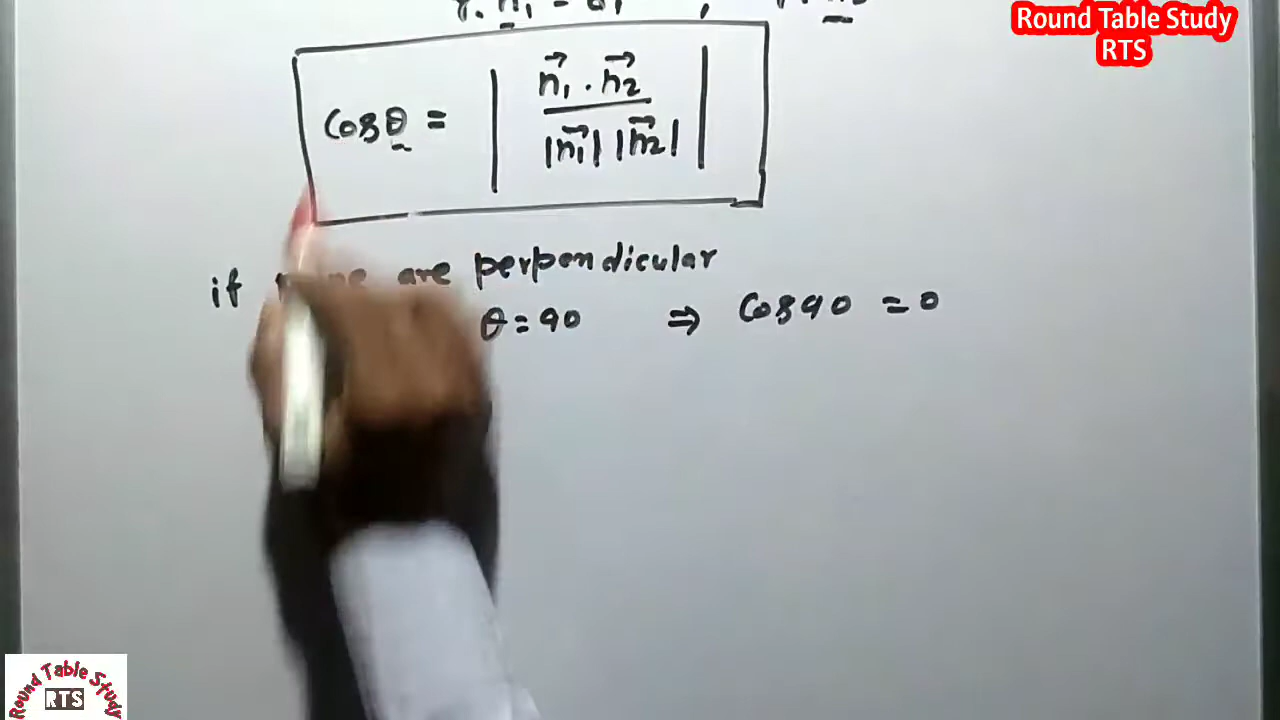 Round Table Study
RTS
cosθ = | n⃗1 . n⃗2 / |n⃗1| |n⃗2| |
if are perpendicular
θ = 90 ⇒ cos90 = 0
Round Table Study
RTS